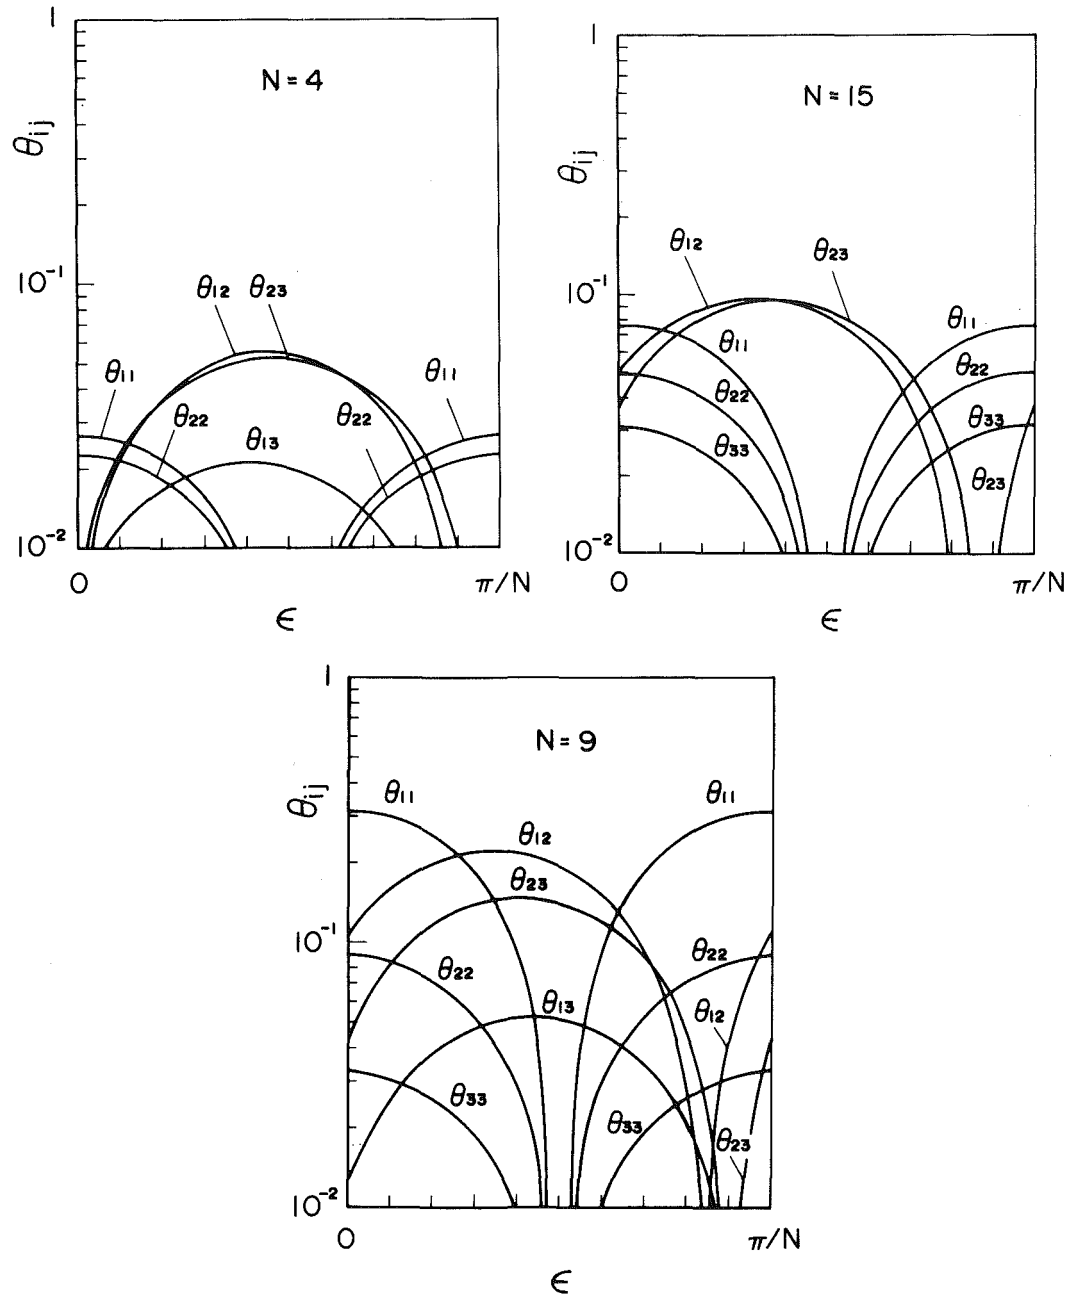 1
N = 4
θij
10⁻¹
θ12 θ23
θ11 θ11
θ22 θ13 θ22
10⁻²
0 π/N
ϵ
1
N = 15
θij
θ12 θ23
10⁻¹
θ11 θ11
θ22 θ22
θ33 θ33
θ23
10⁻²
0 π/N
ϵ
1
N = 9
θij
θ11 θ11
θ12
θ23
10⁻¹
θ22 θ22
θ13 θ12
θ33 θ33
θ23
10⁻²
0 π/N
ϵ